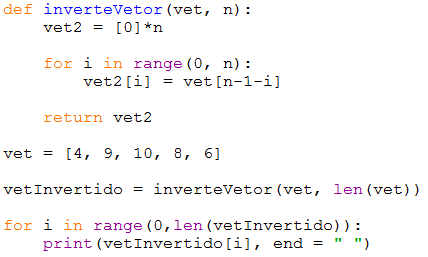 def inverteVetor(vet, n):
    vet2 = [0]*n
    for i in range(0, n):
        vet2[i] = vet[n-1-i]
    return vet2
vet = [4, 9, 10, 8, 6]
vetInvertido = inverteVetor(vet, len(vet))
for i in range(0,len(vetInvertido)):
    print(vetInvertido[i], end = " ")